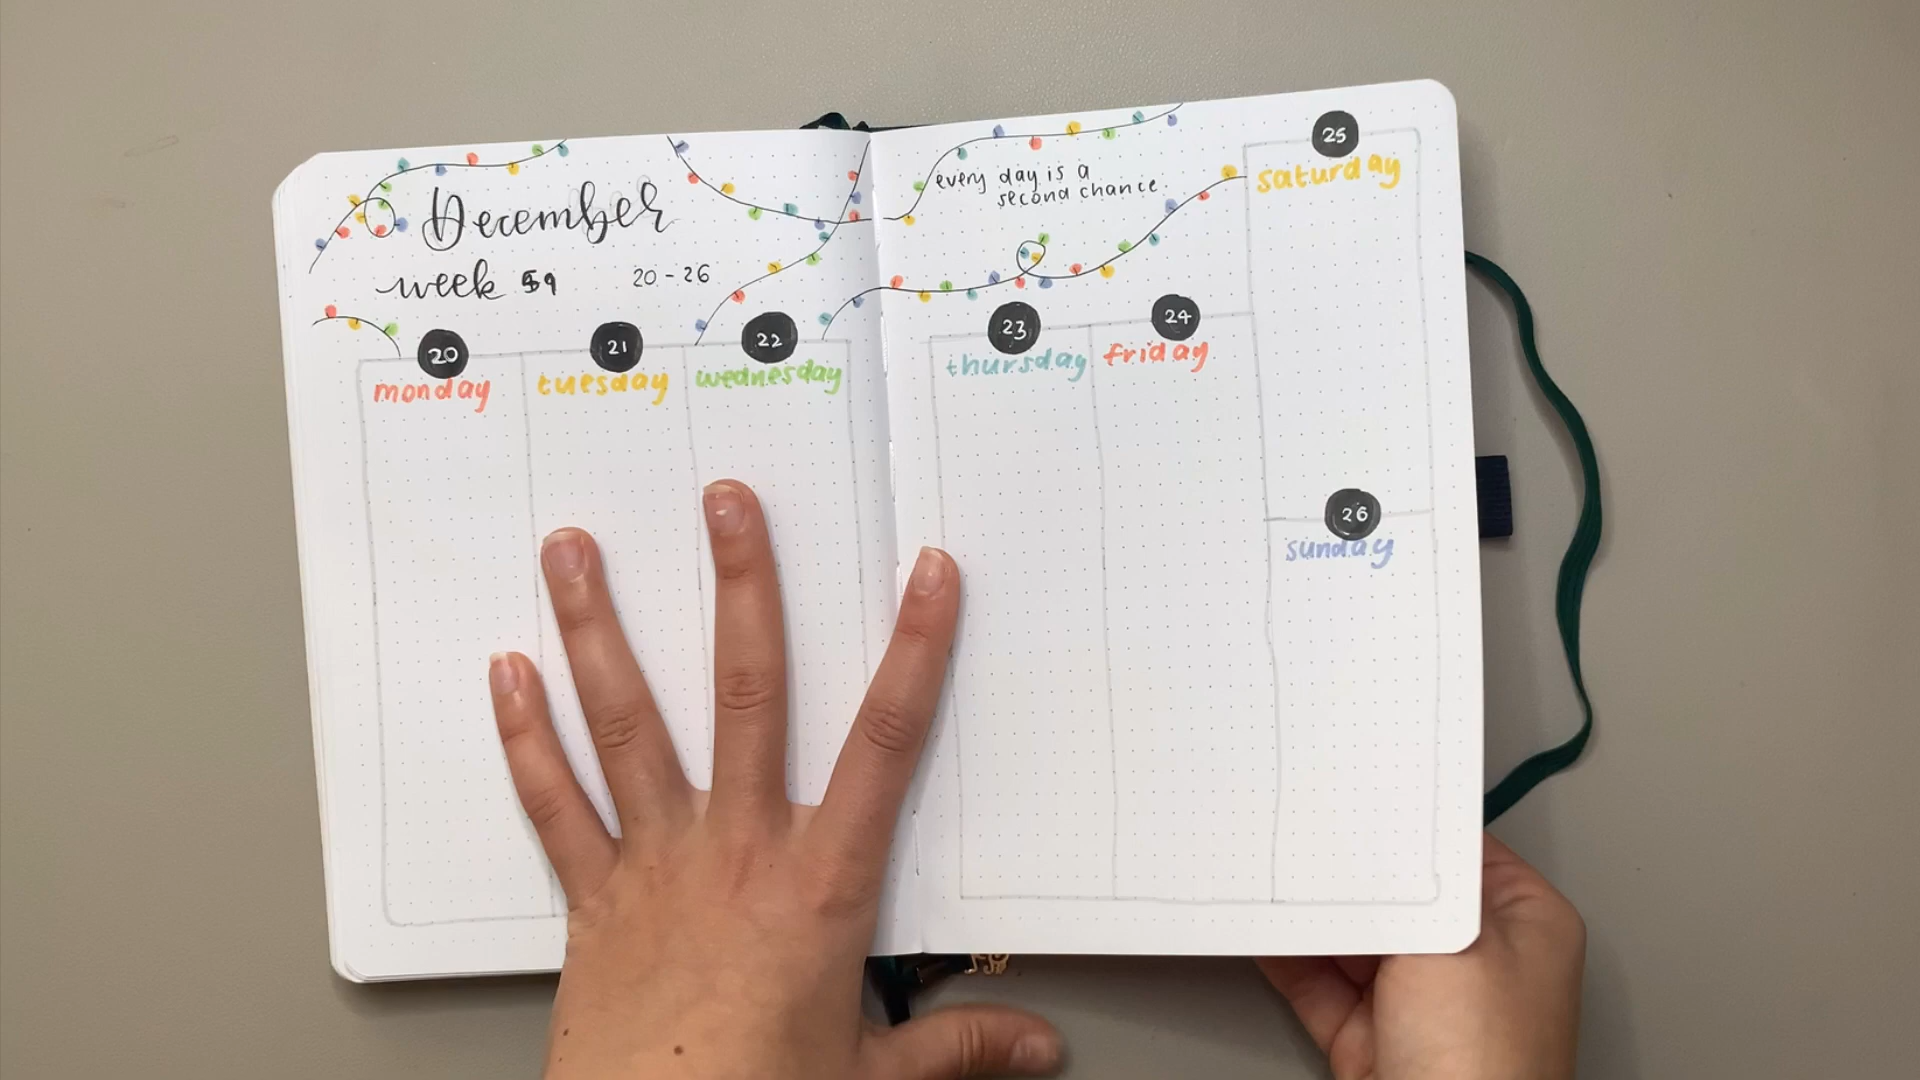 December
week 20 - 26
every day is a
second chance.
20
monday
21
tuesday
22
wednesday
23
thursday
24
friday
25
saturday
26
sunday